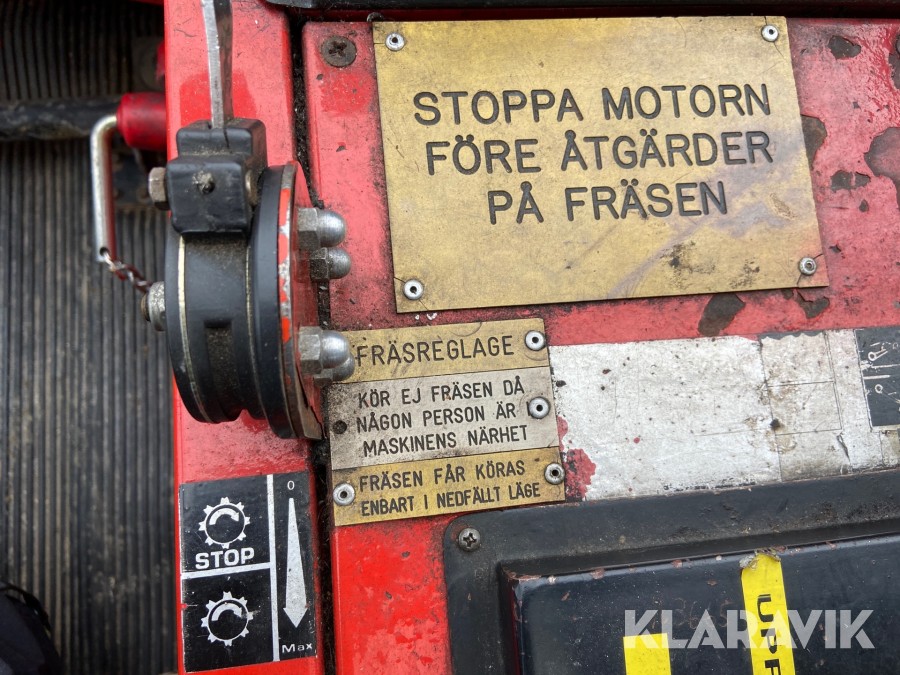 STOPPA MOTORN
FÖRE ÅTGÄRDER
PÅ FRÄSEN
FRÄSREGLAGE
KÖR EJ FRÄSEN DÅ
NÅGON PERSON ÄR I
MASKINENS NÄRHET
FRÄSEN FÅR KÖRAS
ENBART I NEDFÄLLT LÄGE
0
STOP
Max
KLARAVIK